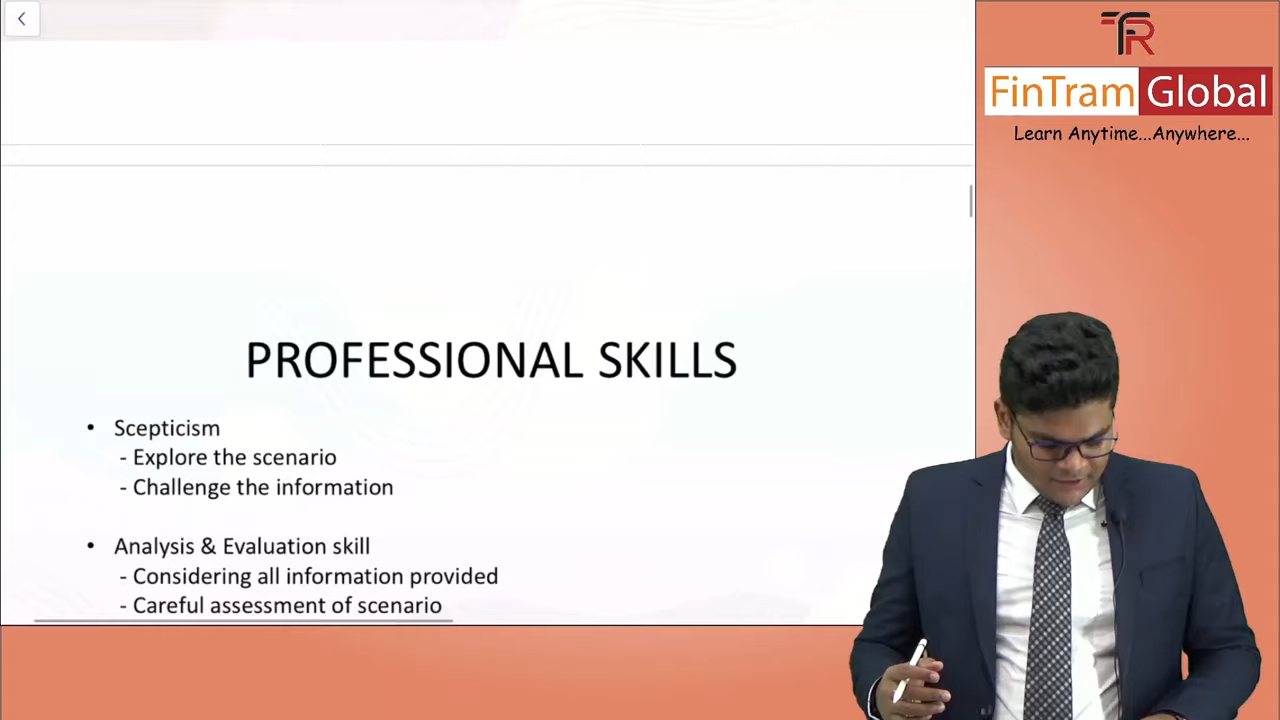 FinTram Global
Learn Anytime...Anywhere...
PROFESSIONAL SKILLS
• Scepticism
- Explore the scenario
- Challenge the information
• Analysis & Evaluation skill
- Considering all information provided
- Careful assessment of scenario